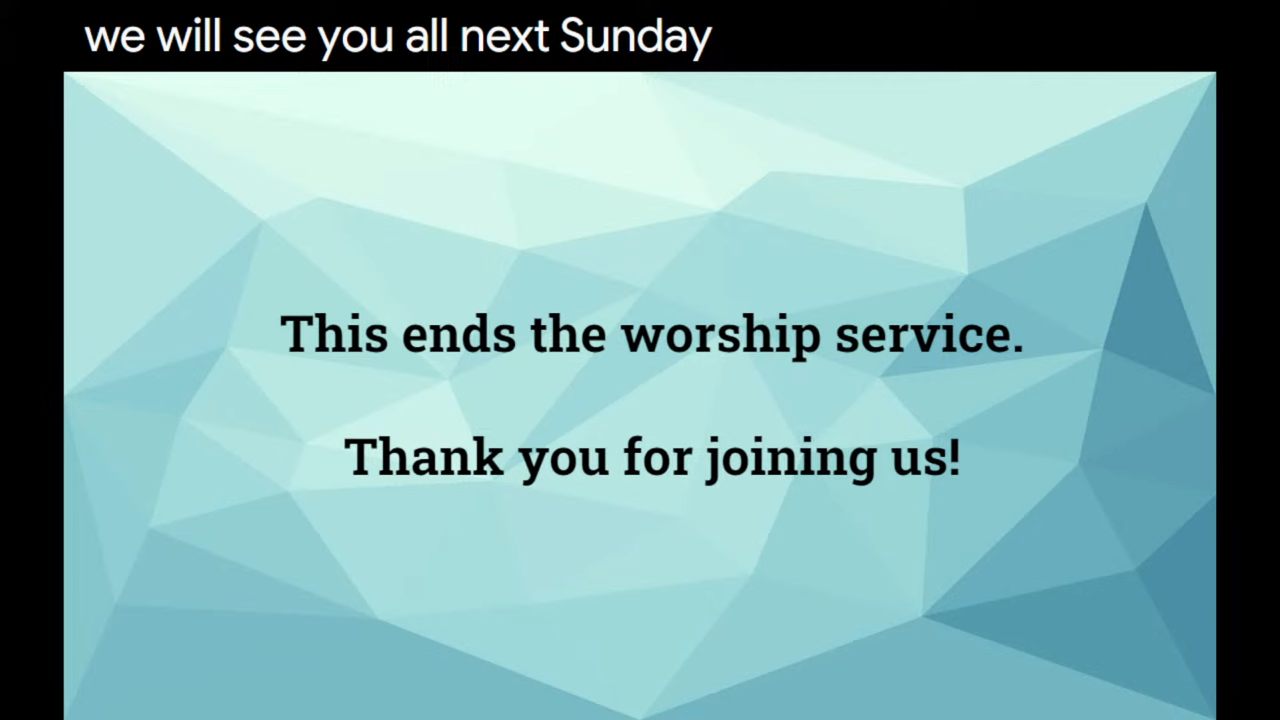 we will see you all next Sunday
This ends the worship service.
Thank you for joining us!